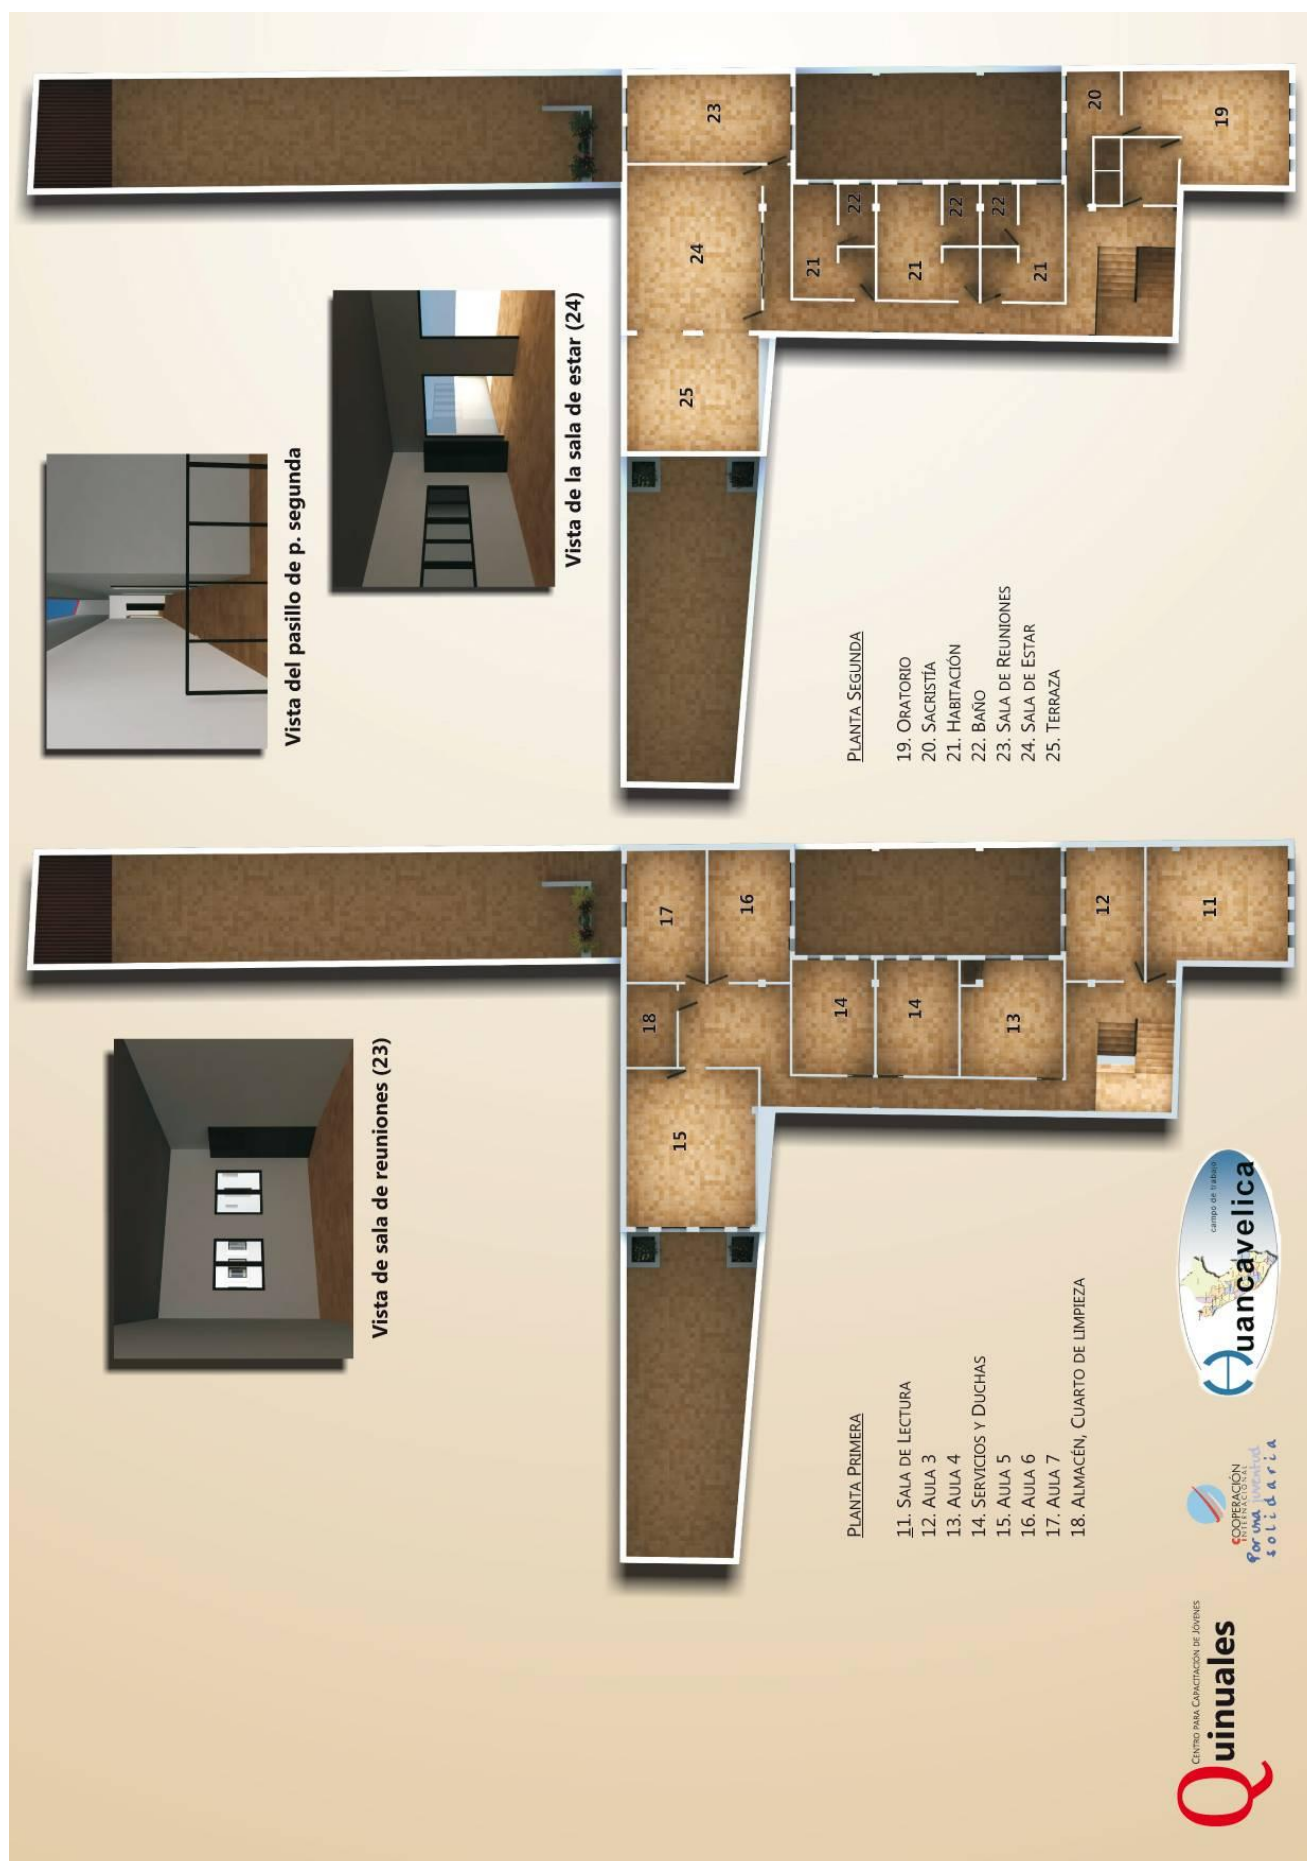 Vista de sala de reuniones (23)
Vista del pasillo de p. segunda
Vista de la sala de estar (24)
15
18
17
16
14
14
13
12
11
25
24
23
21
22
21
22
21
22
20
19
PLANTA PRIMERA
11. SALA DE LECTURA
12. AULA 3
13. AULA 4
14. SERVICIOS Y DUCHAS
15. AULA 5
16. AULA 6
17. AULA 7
18. ALMACÉN, CUARTO DE LIMPIEZA
PLANTA SEGUNDA
19. ORATORIO
20. SACRISTÍA
21. HABITACIÓN
22. BAÑO
23. SALA DE REUNIONES
24. SALA DE ESTAR
25. TERRAZA
CENTRO PARA CAPACITACIÓN DE JÓVENES
Quinuales
COOPERACIÓN
INTERNACIONAL
Por una juventud
solidaria
campo de trabajo
Huancavelica